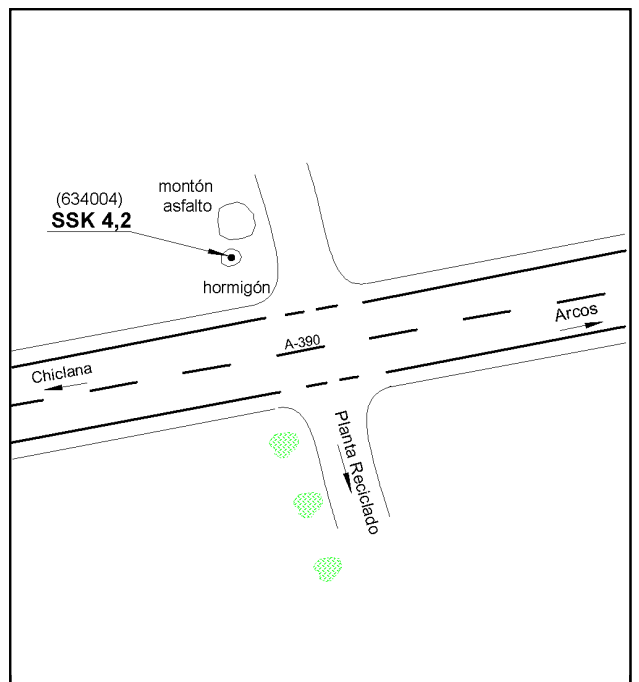 montón
asfalto
(634004)
SSK 4,2
hormigón
Arcos
A-390
Chiclana
Planta Reciclado